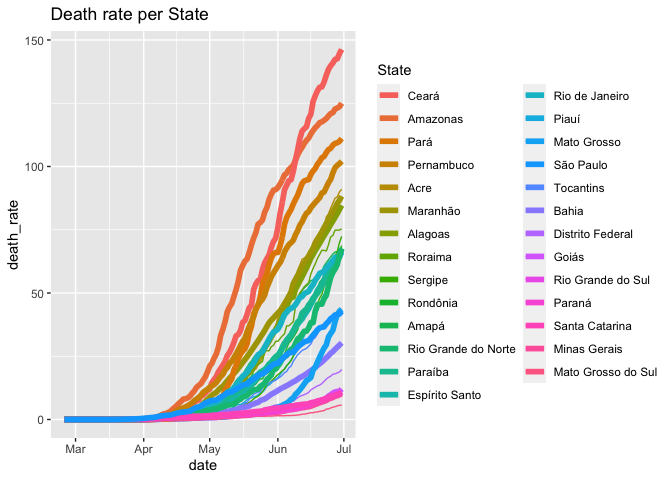 Death rate per State
150
100
50
0
death_rate
Mar
Apr
May
Jun
Jul
date
State
Ceará
Amazonas
Pará
Pernambuco
Acre
Maranhão
Alagoas
Roraima
Sergipe
Rondônia
Amapá
Rio Grande do Norte
Paraíba
Espírito Santo
Rio de Janeiro
Piauí
Mato Grosso
São Paulo
Tocantins
Bahia
Distrito Federal
Goiás
Rio Grande do Sul
Paraná
Santa Catarina
Minas Gerais
Mato Grosso do Sul